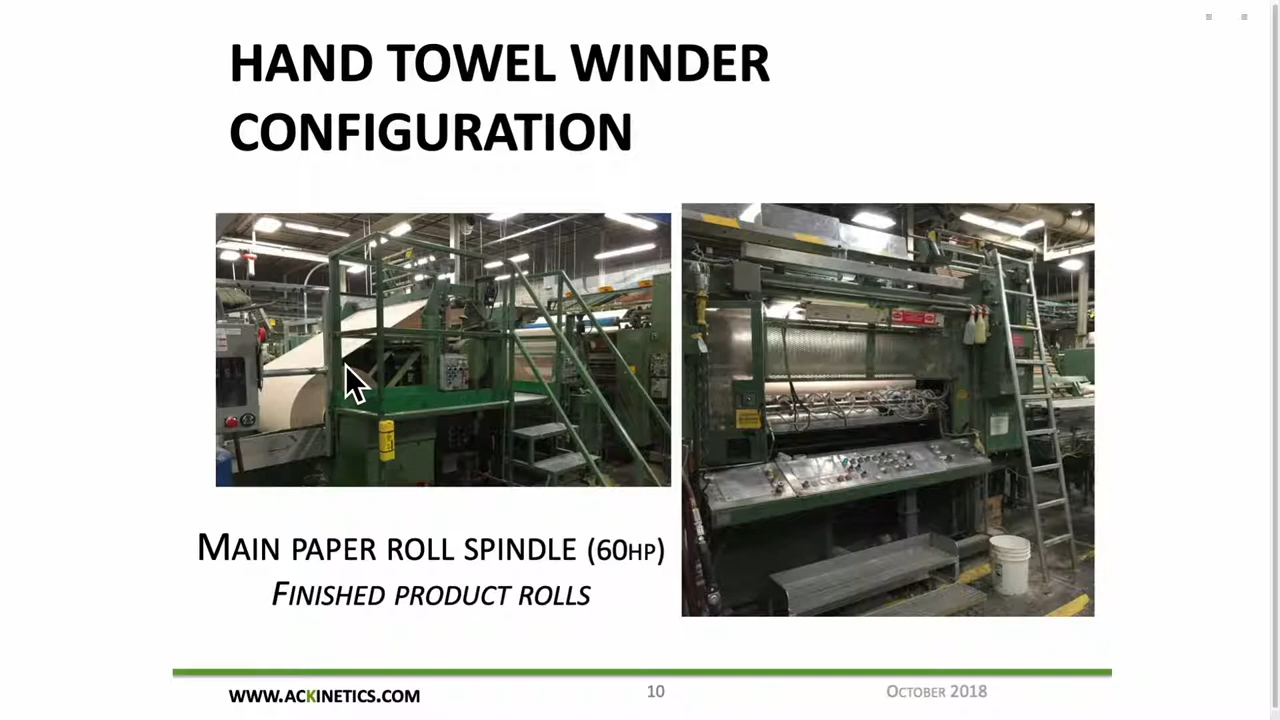 HAND TOWEL WINDER
CONFIGURATION
MAIN PAPER ROLL SPINDLE (60HP)
FINISHED PRODUCT ROLLS
WWW.ACKINETICS.COM
10
OCTOBER 2018